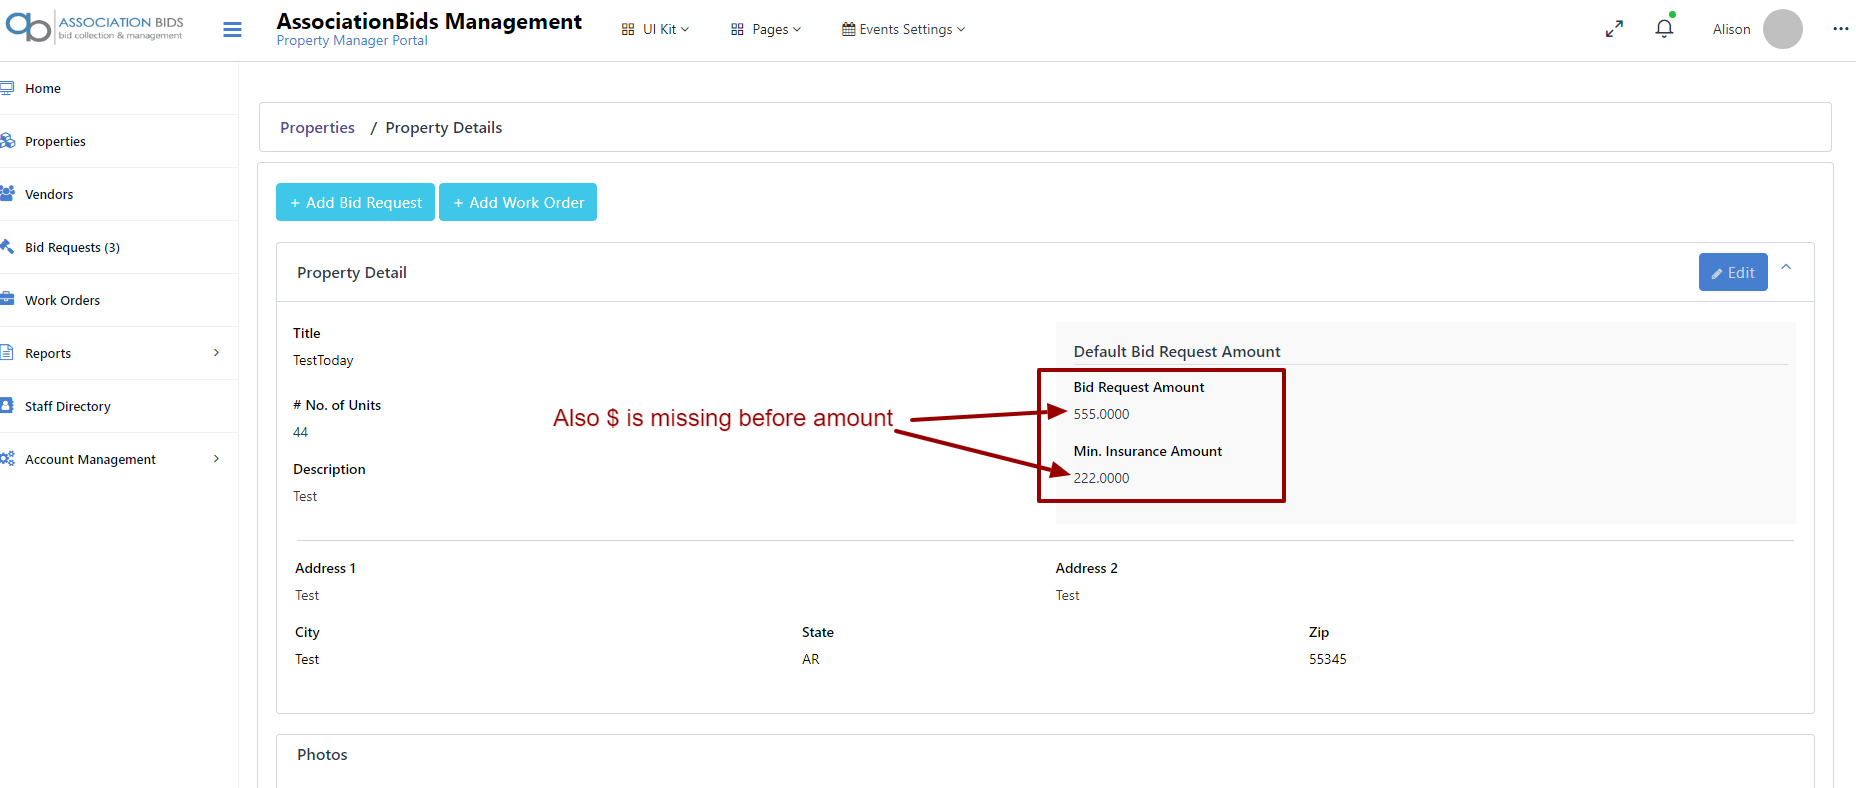 ASSOCIATION BIDS
bid collection & management
AssociationBids Management
Property Manager Portal
UI Kit
Pages
Events Settings
Alison
Home
Properties
Vendors
Bid Requests (3)
Work Orders
Reports
Staff Directory
Account Management
Properties / Property Details
+ Add Bid Request
+ Add Work Order
Property Detail
Edit
Title
TestToday
# No. of Units
44
Description
Test
Also $ is missing before amount
Default Bid Request Amount
Bid Request Amount
555.0000
Min. Insurance Amount
222.0000
Address 1
Test
Address 2
Test
City
Test
State
AR
Zip
55345
Photos